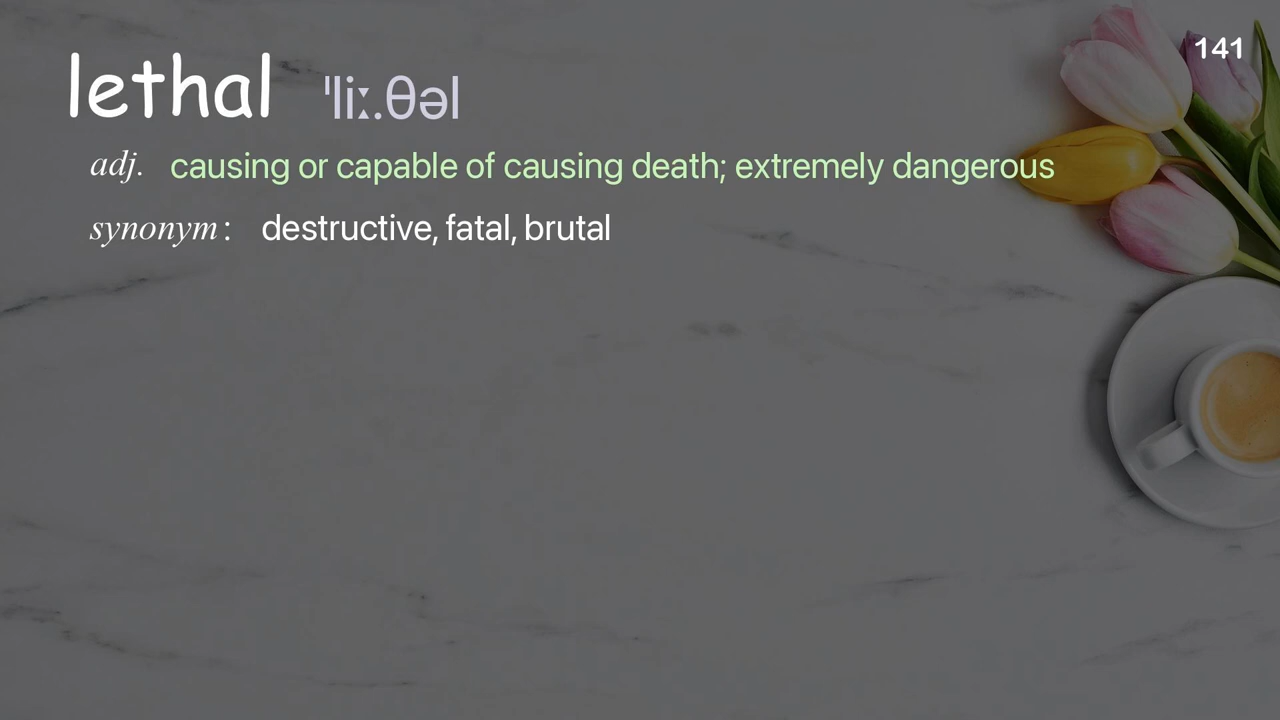 141
lethal ˈliː.θəl
adj. causing or capable of causing death; extremely dangerous
synonym : destructive, fatal, brutal